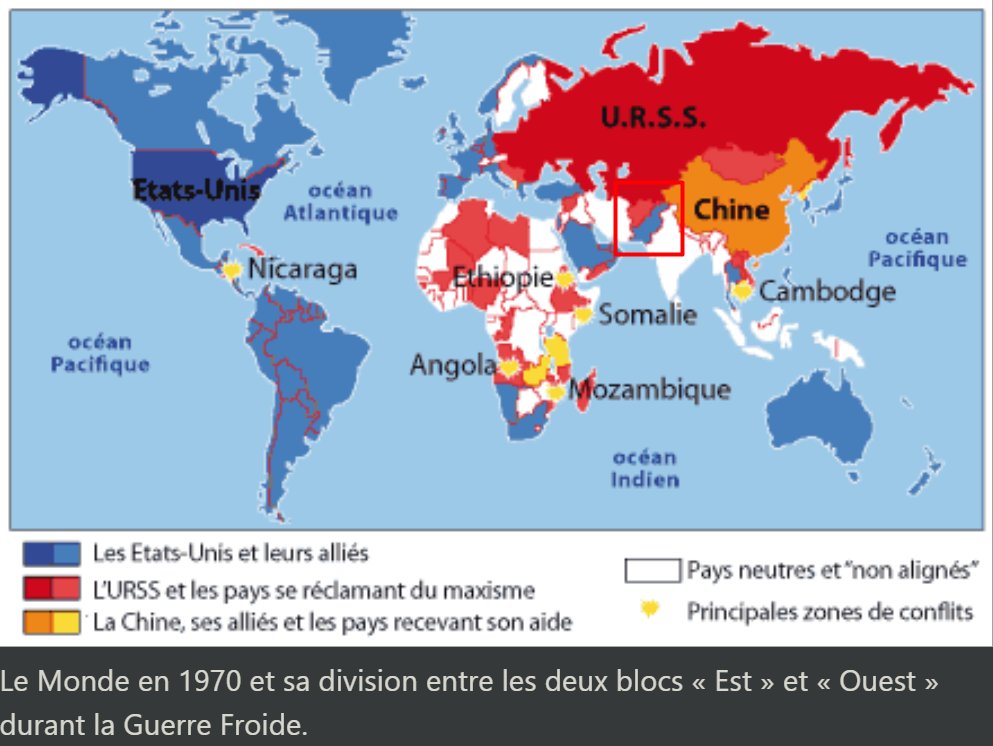 U.R.S.S.
Etats-Unis
océan
Atlantique
Chine
océan
Pacifique
Nicaraga
Ethiopie
Cambodge
Somalie
océan
Pacifique
Angola
Mozambique
océan
Indien
Les Etats-Unis et leurs alliés
L'URSS et les pays se réclamant du maxisme
La Chine, ses alliés et les pays recevant son aide
Pays neutres et "non alignés"
Principales zones de conflits
Le Monde en 1970 et sa division entre les deux blocs « Est » et « Ouest »
durant la Guerre Froide.